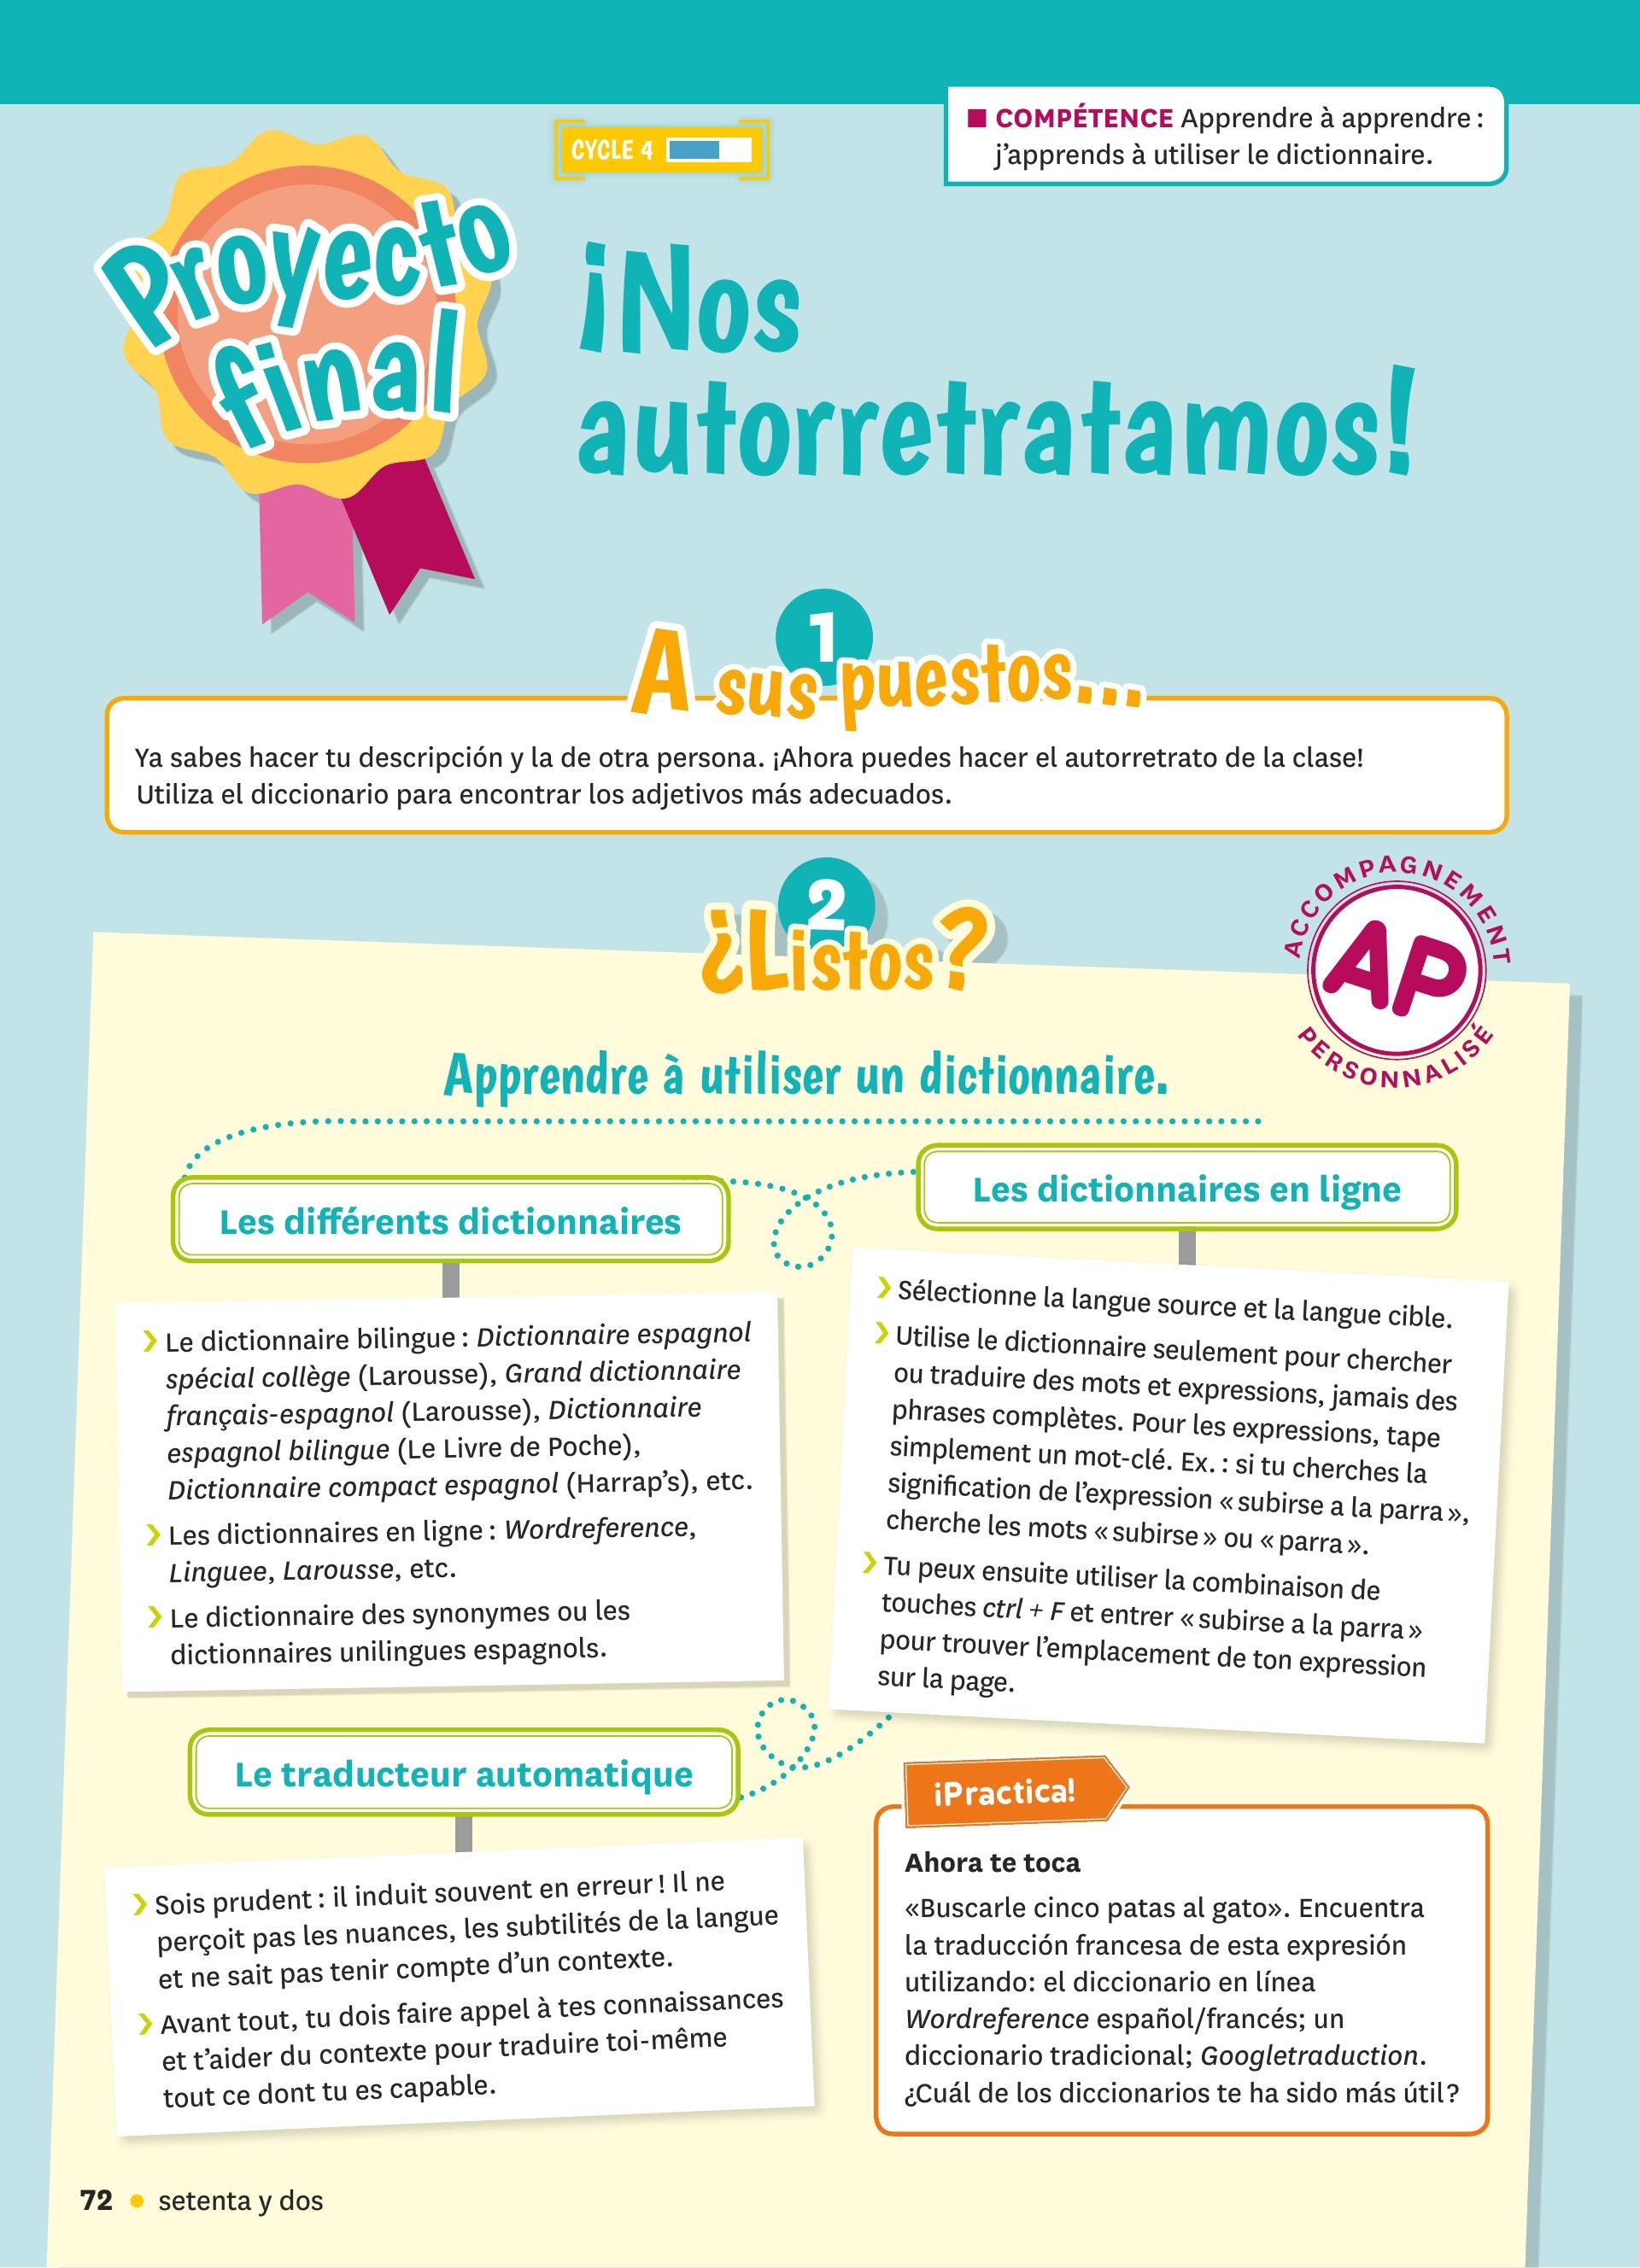 CYCLE 4
■ COMPÉTENCE Apprendre à apprendre :
j'apprends à utiliser le dictionnaire.
Proyecto
final
¡Nos
autorretratamos!
1
A sus puestos...
Ya sabes hacer tu descripción y la de otra persona. ¡Ahora puedes hacer el autorretrato de la clase!
Utiliza el diccionario para encontrar los adjetivos más adecuados.
2
¿Listos?
ACCOMPAGNEMENT
AP
PERSONNALISÉ
Apprendre à utiliser un dictionnaire.
Les différents dictionnaires
› Le dictionnaire bilingue : Dictionnaire espagnol
spécial collège (Larousse), Grand dictionnaire
français-espagnol (Larousse), Dictionnaire
espagnol bilingue (Le Livre de Poche),
Dictionnaire compact espagnol (Harrap's), etc.
› Les dictionnaires en ligne : Wordreference,
Linguee, Larousse, etc.
› Le dictionnaire des synonymes ou les
dictionnaires unilingues espagnols.
Les dictionnaires en ligne
› Sélectionne la langue source et la langue cible.
› Utilise le dictionnaire seulement pour chercher
ou traduire des mots et expressions, jamais des
phrases complètes. Pour les expressions, tape
simplement un mot-clé. Ex. : si tu cherches la
signification de l'expression « subirse a la parra »,
cherche les mots « subirse » ou « parra ».
› Tu peux ensuite utiliser la combinaison de
touches ctrl + F et entrer « subirse a la parra »
pour trouver l'emplacement de ton expression
sur la page.
Le traducteur automatique
› Sois prudent : il induit souvent en erreur ! Il ne
perçoit pas les nuances, les subtilités de la langue
et ne sait pas tenir compte d'un contexte.
› Avant tout, tu dois faire appel à tes connaissances
et t'aider du contexte pour traduire toi-même
tout ce dont tu es capable.
¡Practica!
Ahora te toca
«Buscarle cinco patas al gato». Encuentra
la traducción francesa de esta expresión
utilizando: el diccionario en línea
Wordreference español/francés; un
diccionario tradicional; Googletraduction.
¿Cuál de los diccionarios te ha sido más útil?
72 • setenta y dos